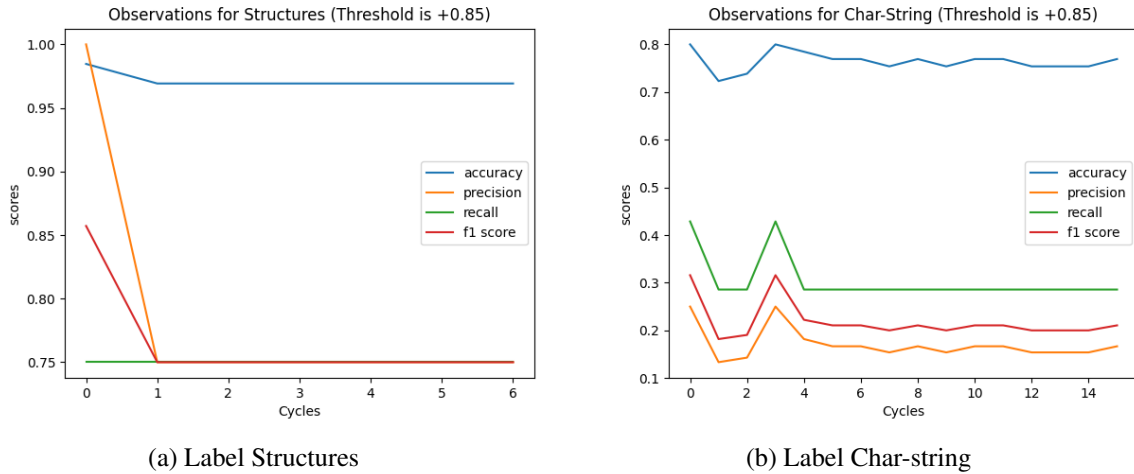 Observations for Structures (Threshold is +0.85)
1.00
0.95
0.90
0.85
0.80
0.75
scores
accuracy
precision
recall
f1 score
0 1 2 3 4 5 6
Cycles
(a) Label Structures
Observations for Char-String (Threshold is +0.85)
0.8
0.7
0.6
0.5
0.4
0.3
0.2
0.1
scores
accuracy
precision
recall
f1 score
0 2 4 6 8 10 12 14
Cycles
(b) Label Char-string